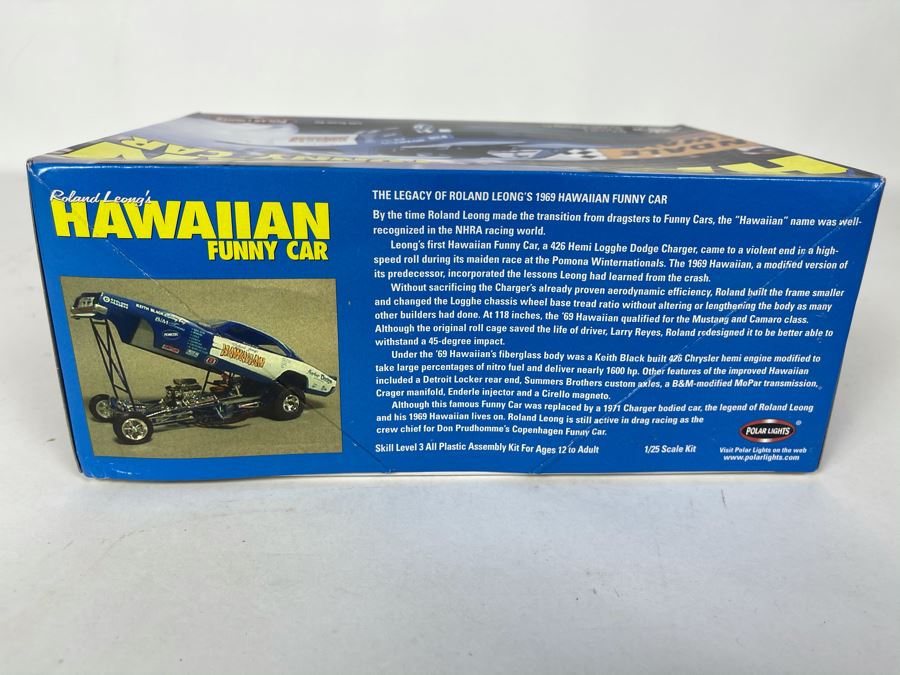 Roland Leong's
HAWAIIAN
FUNNY CAR
THE LEGACY OF ROLAND LEONG'S 1969 HAWAIIAN FUNNY CAR
By the time Roland Leong made the transition from dragsters to Funny Cars, the "Hawaiian" name was well-
recognized in the NHRA racing world.
Leong's first Hawaiian Funny Car, a 426 Hemi Logghe Dodge Charger, came to a violent end in a high-
speed roll during its maiden race at the Pomona Winternationals. The 1969 Hawaiian, a modified version of
its predecessor, incorporated the lessons Leong had learned from the crash.
Without sacrificing the Charger's already proven aerodynamic efficiency, Roland built the frame smaller
and changed the Logghe chassis wheel base tread ratio without altering or lengthening the body as many
other builders had done. At 118 inches, the '69 Hawaiian qualified for the Mustang and Camaro class.
Although the original roll cage saved the life of driver, Larry Reyes, Roland redesigned it to be better able to
withstand a 45-degree impact.
Under the '69 Hawaiian's fiberglass body was a Keith Black built 426 Chrysler hemi engine modified to
take large percentages of nitro fuel and deliver nearly 1600 hp. Other features of the improved Hawaiian
included a Detroit Locker rear end, Summers Brothers custom axles, a B&M-modified MoPar transmission,
Crager manifold, Enderle injector and a Cirello magneto.
Although this famous Funny Car was replaced by a 1971 Charger bodied car, the legend of Roland Leong
and his 1969 Hawaiian lives on. Roland Leong is still active in drag racing as the
crew chief for Don Prudhomme's Copenhagen Funny Car.
Skill Level 3 All Plastic Assembly Kit For Ages 12 to Adult
1/25 Scale Kit
POLAR LIGHTS ®
Visit Polar Lights on the web
www.polarlights.com
KEITH BLACK
B&M
HAWAIIAN
FUNNY CAR